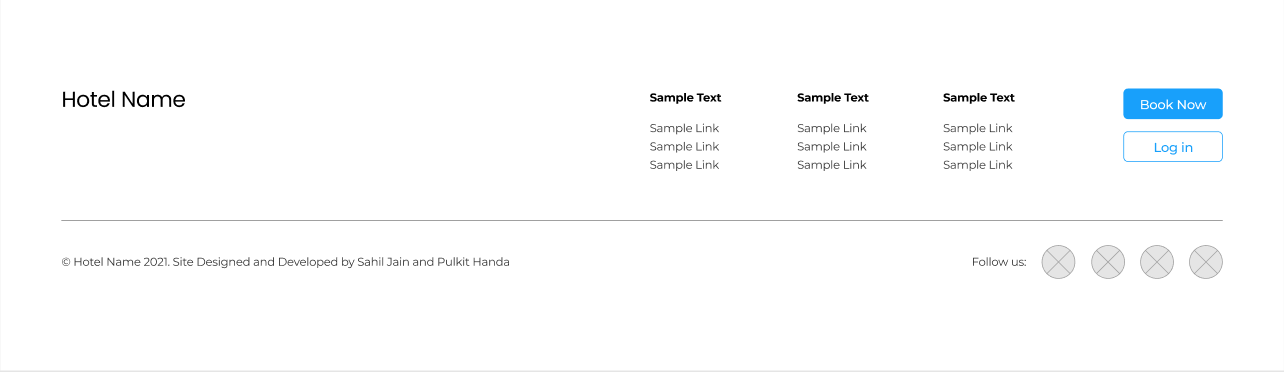 Hotel Name
Sample Text
Sample Link
Sample Link
Sample Link
Sample Text
Sample Link
Sample Link
Sample Link
Sample Text
Sample Link
Sample Link
Sample Link
Book Now
Log in
© Hotel Name 2021. Site Designed and Developed by Sahil Jain and Pulkit Handa
Follow us: